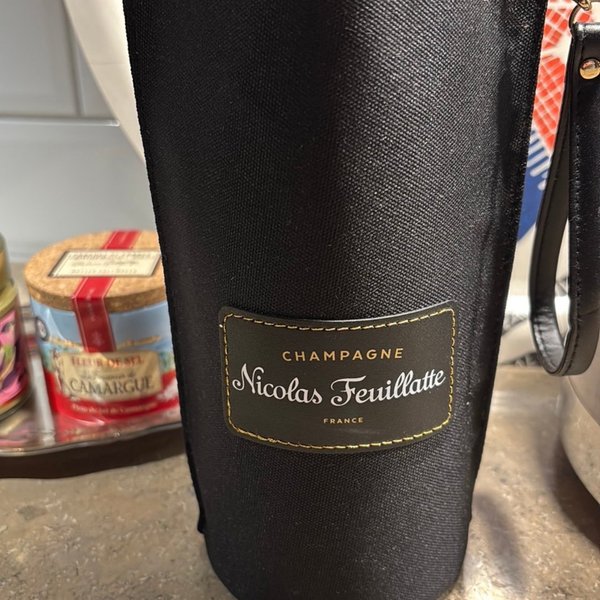 CHAMPAGNE
Nicolas Feuillatte
FRANCE
FLEUR DE SEL
CAMARGUE